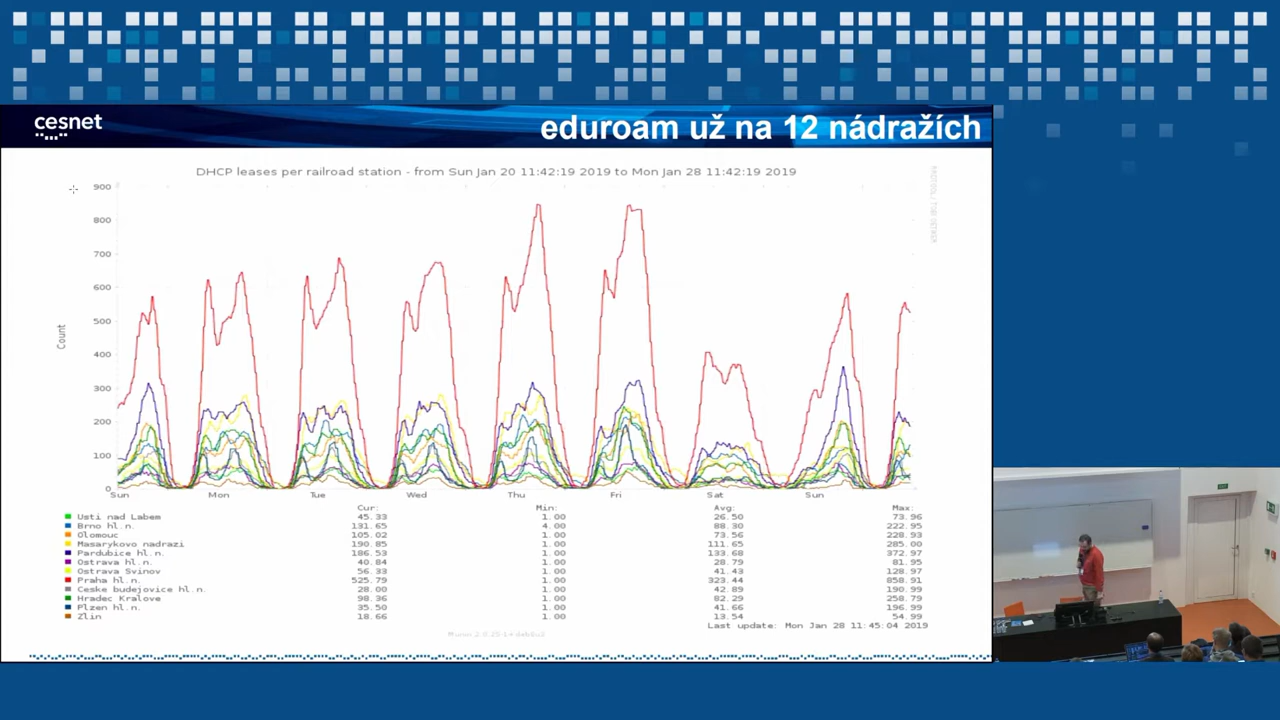 cesnet
eduroam už na 12 nádražích
DHCP leases per railroad station - from Sun Jan 20 11:42:19 2019 to Mon Jan 28 11:42:19 2019
Count
900
800
700
600
500
400
300
200
100
0
Sun Mon Tue Wed Thu Fri Sat Sun
Cur: Min: Avg: Max:
Usti nad Labem 45.33 1.00 26.50 73.96
Brno hl.n. 131.65 4.00 88.30 222.95
Olomouc 105.02 1.00 73.56 228.93
Masarykovo nadrazi 190.85 1.00 111.65 285.00
Pardubice hl.n. 186.53 1.00 133.68 372.97
Ostrava hl.n. 40.84 1.00 28.79 81.95
Ostrava Svinov 56.33 1.00 41.43 128.97
Praha hl.n. 525.79 1.00 323.44 858.91
Ceske budejovice hl.n. 28.00 1.00 42.89 190.99
Hradec Kralove 98.36 1.00 82.29 258.79
Plzen hl.n. 35.50 1.00 41.66 196.99
Zlin 18.66 1.00 13.54 54.99
Last update: Mon Jan 28 11:45:04 2019